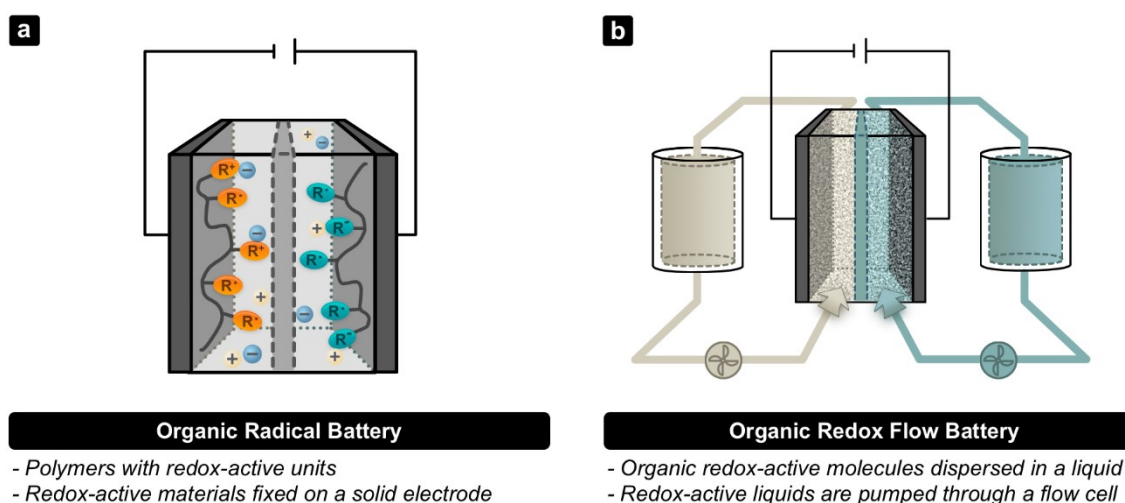 a
+ −
R⁺ −
R•
R•
+ R⁻
−
R⁺
R•
R•
+
−
R•
R•
R⁻
+ −
+
Organic Radical Battery
- Polymers with redox-active units
- Redox-active materials fixed on a solid electrode
b
Organic Redox Flow Battery
- Organic redox-active molecules dispersed in a liquid
- Redox-active liquids are pumped through a flow cell